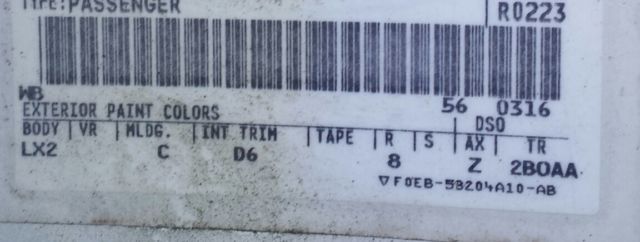 TYPE:PASSENGER R0223
WB
EXTERIOR PAINT COLORS 56 0316
DSO
BODY VR MLDG. INT TRIM TAPE R S AX TR
LX2 C D6 8 Z 2B0AA
▽F0EB-5B204A10-AB